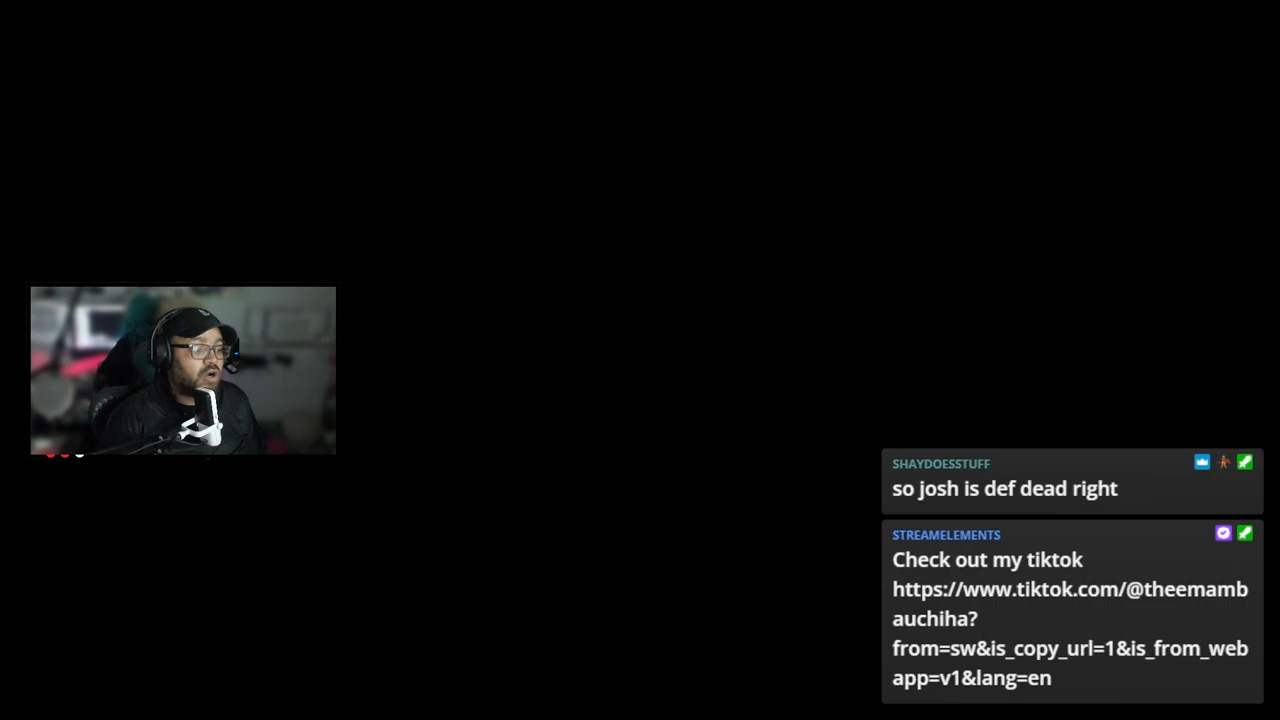 SHAYDOESSTUFF
so josh is def dead right
STREAMELEMENTS
Check out my tiktok
https://www.tiktok.com/@theemamb
auchiha?
from=sw&is_copy_url=1&is_from_web
app=v1&lang=en